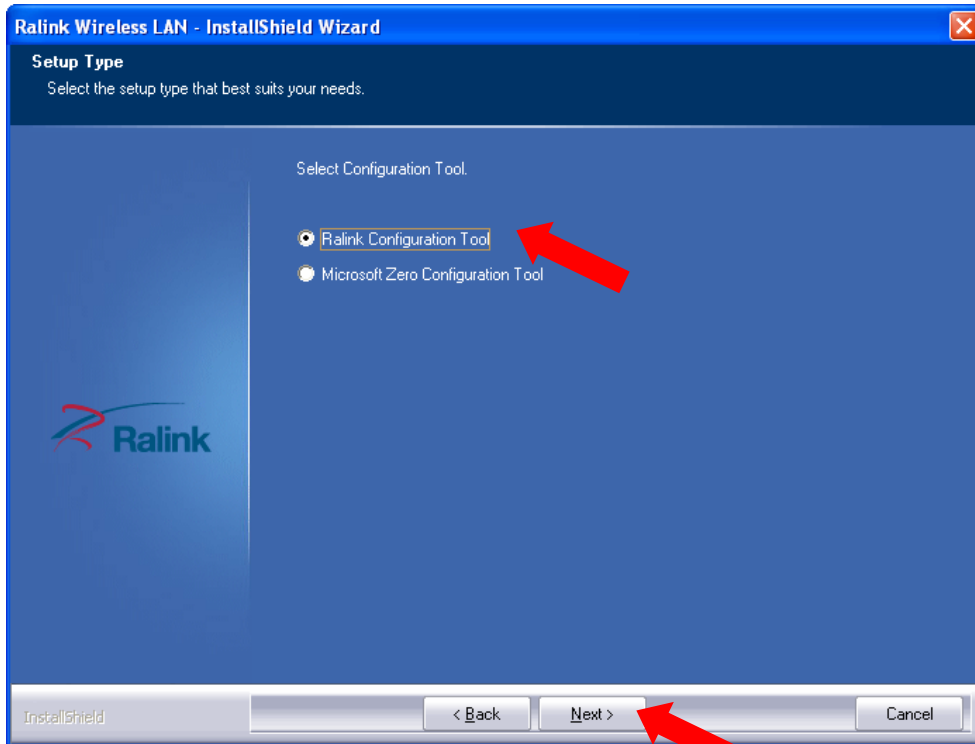 Ralink Wireless LAN - InstallShield Wizard
Setup Type
Select the setup type that best suits your needs.
Select Configuration Tool.
Ralink Configuration Tool
Microsoft Zero Configuration Tool
Ralink
InstallShield
< Back
Next >
Cancel